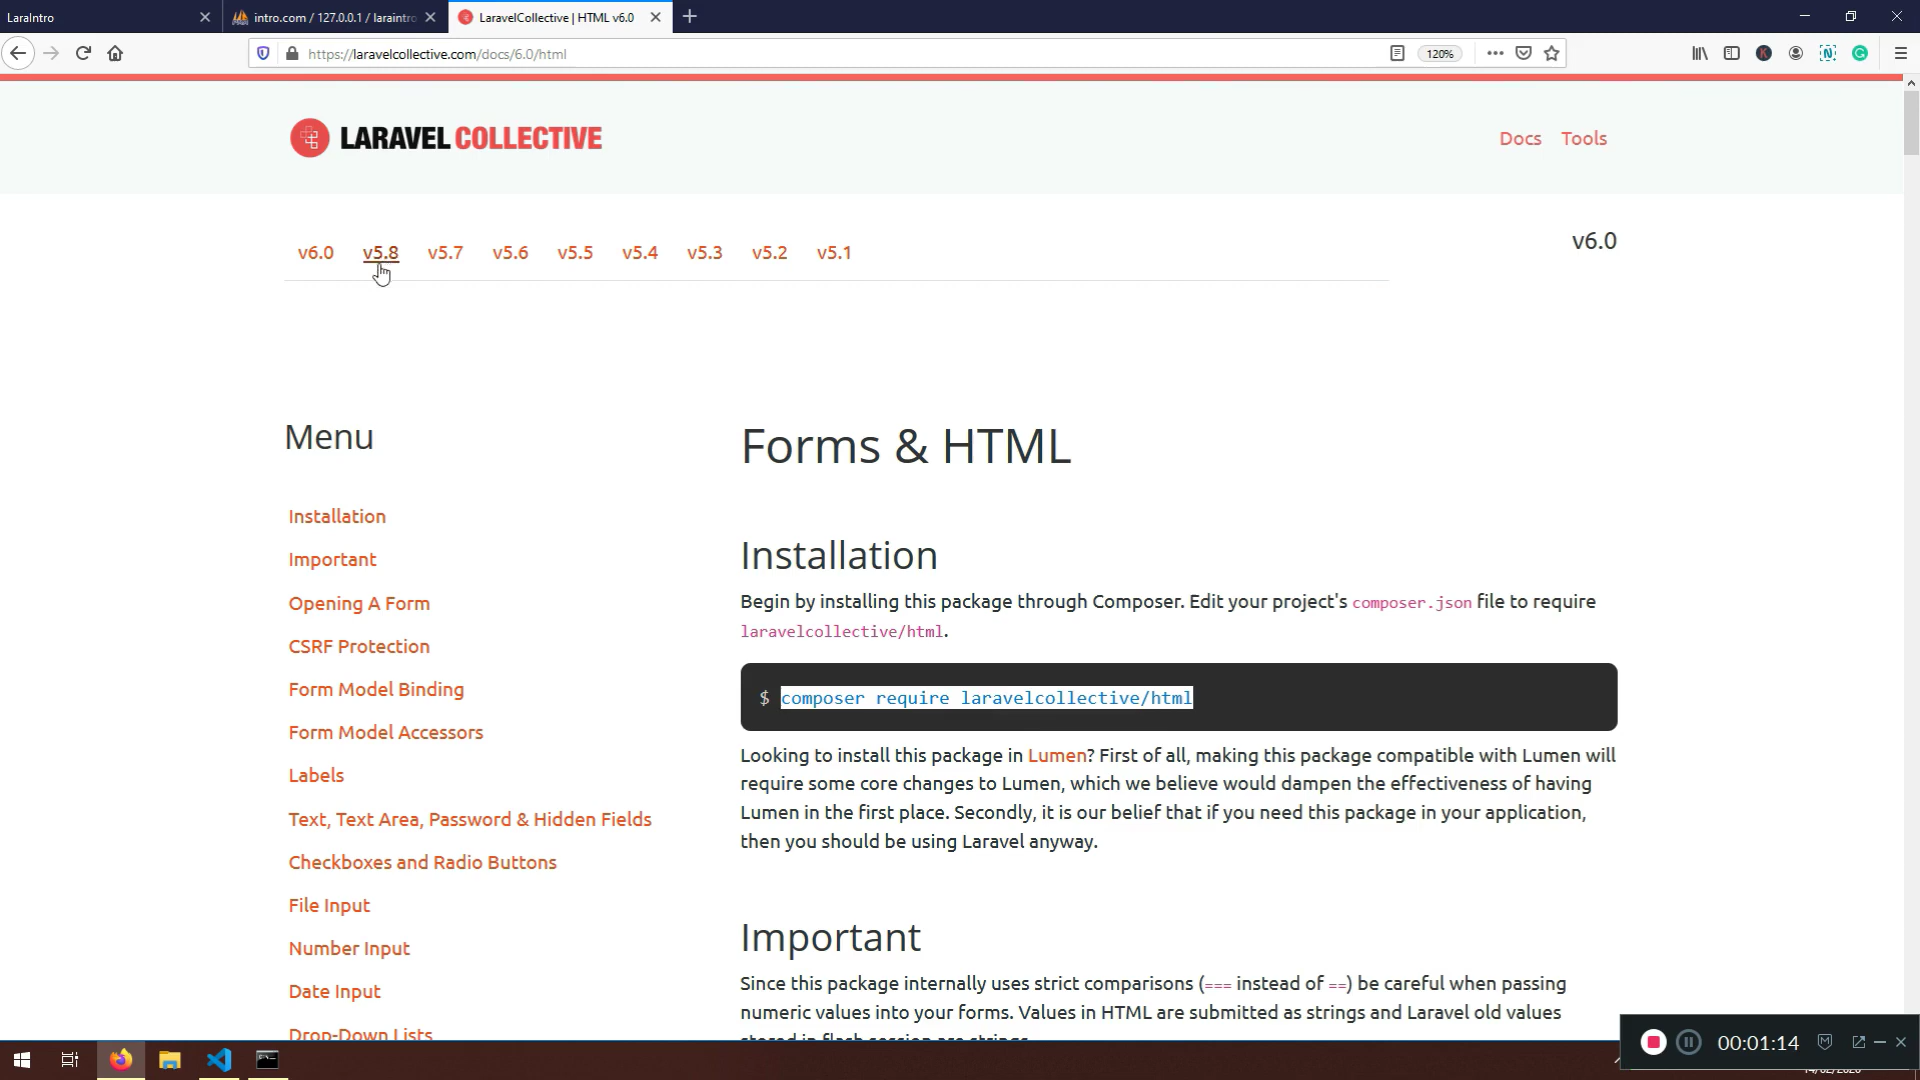 LaraIntro
intro.com / 127.0.0.1 / laraintro
LaravelCollective | HTML v6.0
https://laravelcollective.com/docs/6.0/html
120%
LARAVEL COLLECTIVE
Docs Tools
v6.0 v5.8 v5.7 v5.6 v5.5 v5.4 v5.3 v5.2 v5.1
v6.0
Menu
Installation
Important
Opening A Form
CSRF Protection
Form Model Binding
Form Model Accessors
Labels
Text, Text Area, Password & Hidden Fields
Checkboxes and Radio Buttons
File Input
Number Input
Date Input
Drop-Down Lists
Forms & HTML
Installation
Begin by installing this package through Composer. Edit your project's composer.json file to require
laravelcollective/html.
$ composer require laravelcollective/html
Looking to install this package in Lumen? First of all, making this package compatible with Lumen will
require some core changes to Lumen, which we believe would dampen the effectiveness of having
Lumen in the first place. Secondly, it is our belief that if you need this package in your application,
then you should be using Laravel anyway.
Important
Since this package internally uses strict comparisons (=== instead of ==) be careful when passing
numeric values into your forms. Values in HTML are submitted as strings and Laravel old values
stored in flash session are strings.
00:01:14